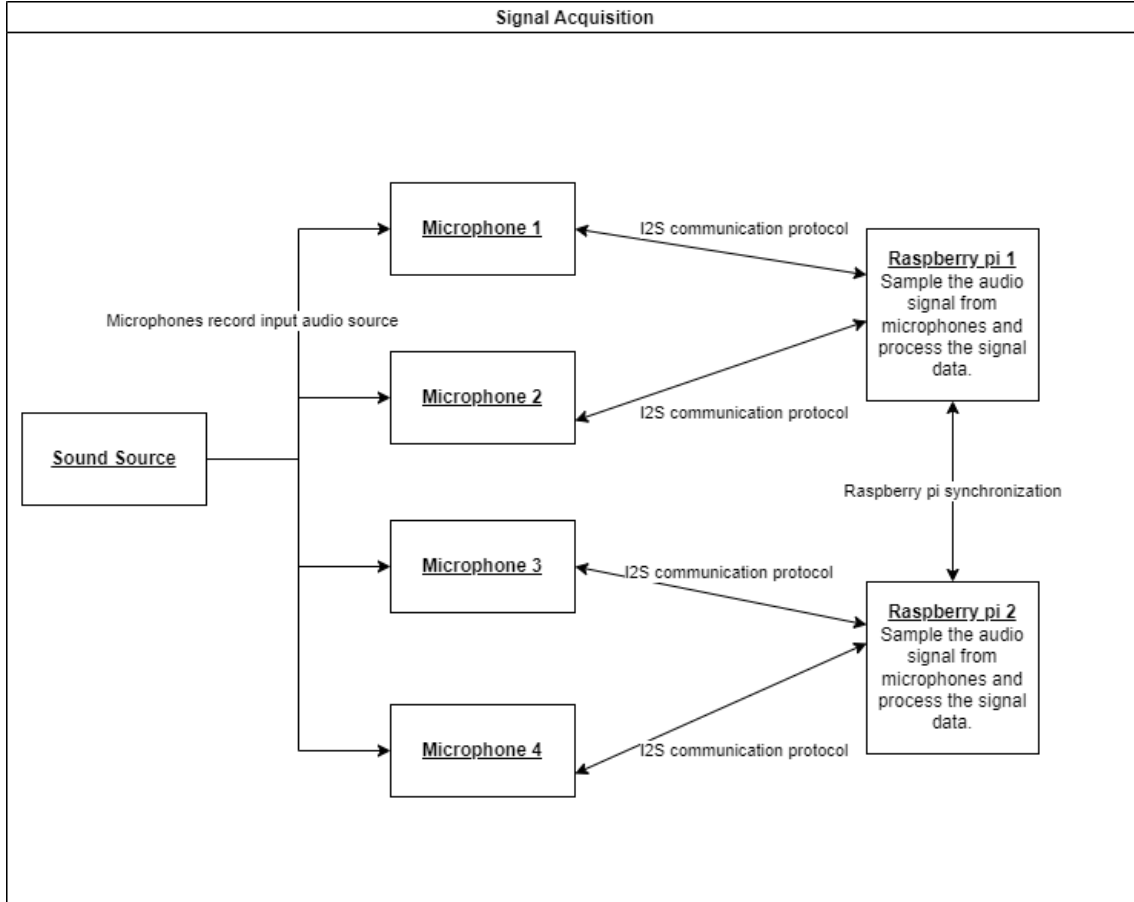 Signal Acquisition
Microphone 1
I2S communication protocol
Raspberry pi 1
Sample the audio
signal from
microphones and
process the signal
data.
Microphones record input audio source
Microphone 2
I2S communication protocol
Sound Source
Raspberry pi synchronization
Microphone 3
I2S communication protocol
Raspberry pi 2
Sample the audio
signal from
microphones and
process the signal
data.
Microphone 4
I2S communication protocol